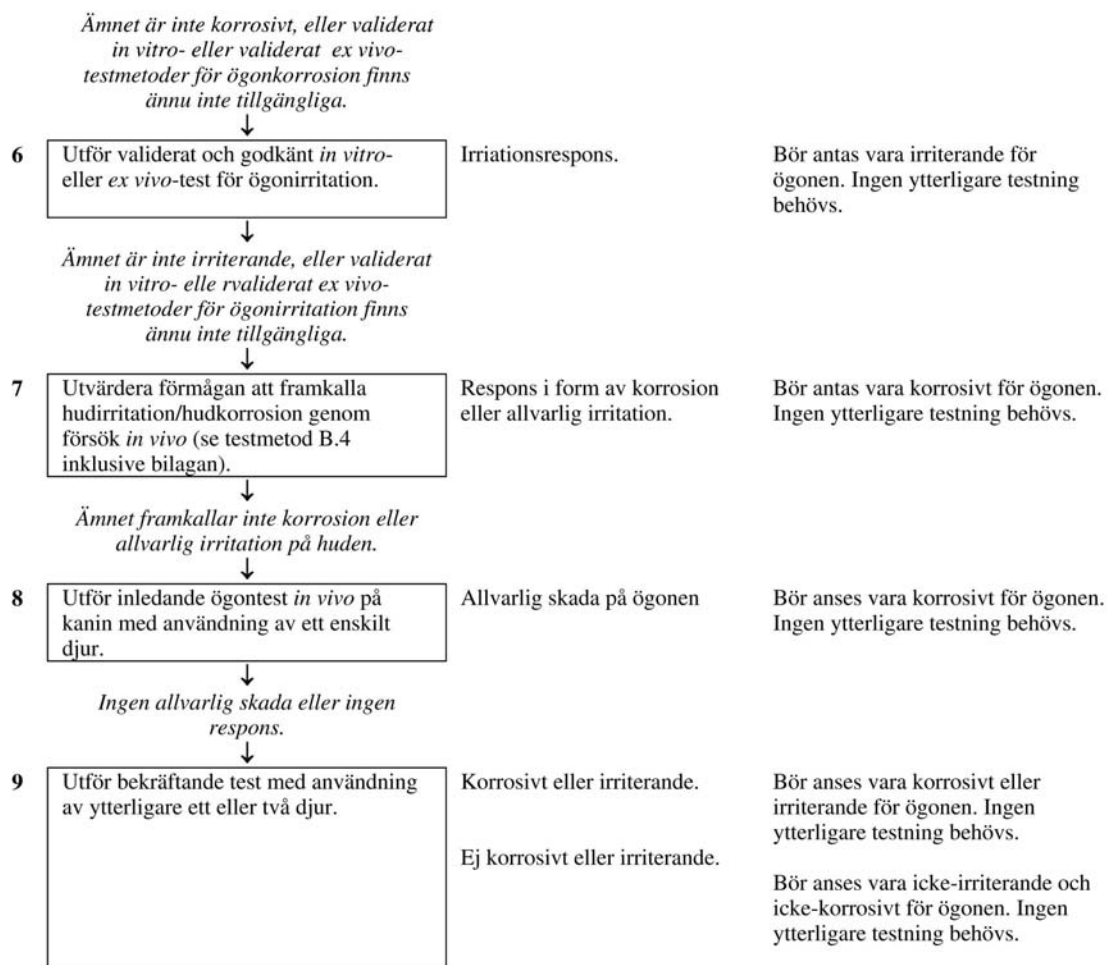 Ämnet är inte korrosivt, eller validerat
in vitro- eller validerat ex vivo-
testmetoder för ögonkorrosion finns
ännu inte tillgängliga.
↓
6
Utför validerat och godkänt in vitro-
eller ex vivo-test för ögonirritation.
Irriationsrespons.
Bör antas vara irriterande för
ögonen. Ingen ytterligare testning
behövs.
↓
Ämnet är inte irriterande, eller validerat
in vitro- elle rvaliderat ex vivo-
testmetoder för ögonirritation finns
ännu inte tillgängliga.
↓
7
Utvärdera förmågan att framkalla
hudirritation/hudkorrosion genom
försök in vivo (se testmetod B.4
inklusive bilagan).
Respons i form av korrosion
eller allvarlig irritation.
Bör antas vara korrosivt för ögonen.
Ingen ytterligare testning behövs.
↓
Ämnet framkallar inte korrosion eller
allvarlig irritation på huden.
↓
8
Utför inledande ögontest in vivo på
kanin med användning av ett enskilt
djur.
Allvarlig skada på ögonen
Bör anses vara korrosivt för ögonen.
Ingen ytterligare testning behövs.
↓
Ingen allvarlig skada eller ingen
respons.
↓
9
Utför bekräftande test med användning
av ytterligare ett eller två djur.
Korrosivt eller irriterande.
Bör anses vara korrosivt eller
irriterande för ögonen. Ingen
ytterligare testning behövs.
Ej korrosivt eller irriterande.
Bör anses vara icke-irriterande och
icke-korrosivt för ögonen. Ingen
ytterligare testning behövs.